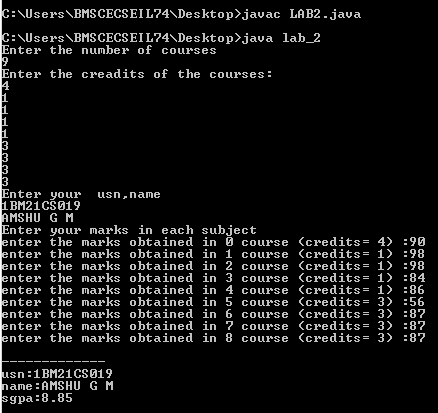 C:\Users\BMSCECSEIL74\Desktop>javac LAB2.java
C:\Users\BMSCECSEIL74\Desktop>java lab_2
Enter the number of courses
9
Enter the creadits of the courses:
4
1
1
1
1
3
3
3
3
Enter your  usn,name
1BM21CS019
AMSHU G M
Enter your marks in each subject
enter the marks obtained in 0 course (credits= 4) :90
enter the marks obtained in 1 course (credits= 1) :98
enter the marks obtained in 2 course (credits= 1) :98
enter the marks obtained in 3 course (credits= 1) :84
enter the marks obtained in 4 course (credits= 1) :86
enter the marks obtained in 5 course (credits= 3) :56
enter the marks obtained in 6 course (credits= 3) :87
enter the marks obtained in 7 course (credits= 3) :87
enter the marks obtained in 8 course (credits= 3) :87
-------------
usn:1BM21CS019
name:AMSHU G M
sgpa:8.85